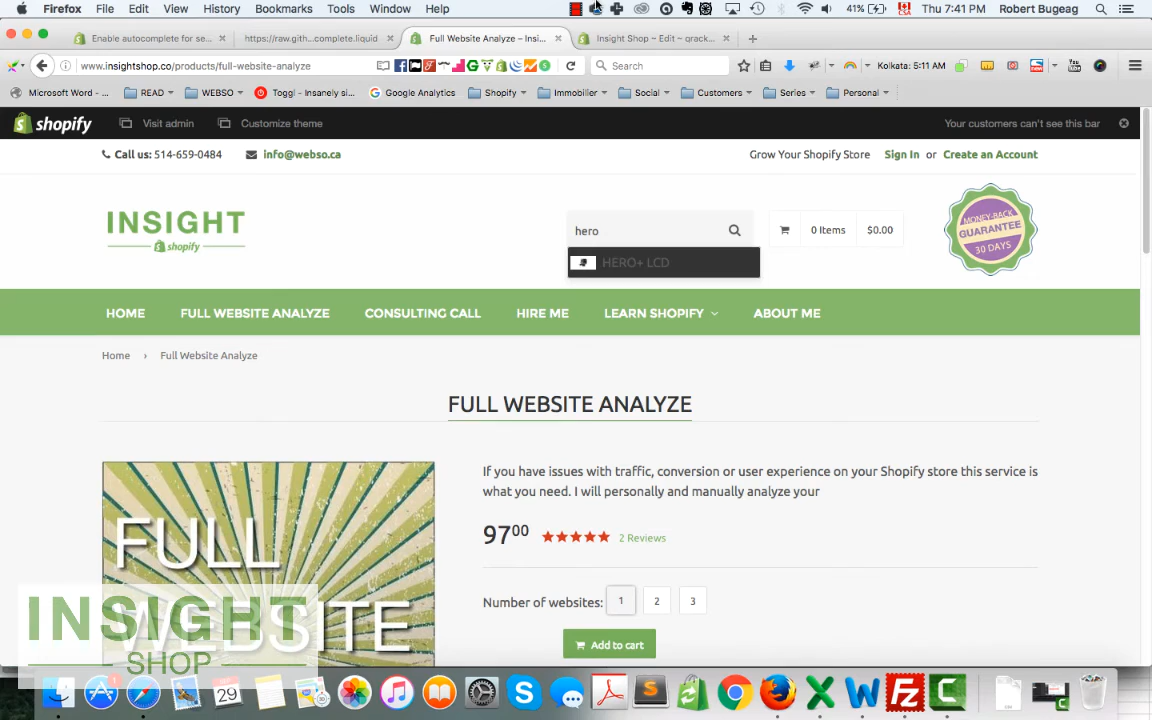 Firefox File Edit View History Bookmarks Tools Window Help 41% Thu 7:41 PM Robert Bugeag
Enable autocomplete for se... https://raw.gith...complete.liquid Full Website Analyze – Insi... Insight Shop ~ Edit ~ qrack...
www.insightshop.co/products/full-website-analyze Search Kolkata: 5:11 AM
Microsoft Word - ... READ WEBSO Toggl - Insanely si... Google Analytics Shopify Immobilier Social Customers Series Personal
shopify Visit admin Customize theme Your customers can't see this bar
Call us: 514-659-0484 info@webso.ca Grow Your Shopify Store Sign In or Create an Account
INSIGHT
shopify
hero
0 Items $0.00
MONEY-BACK
GUARANTEE
30 DAYS
HERO+ LCD
HOME FULL WEBSITE ANALYZE CONSULTING CALL HIRE ME LEARN SHOPIFY ABOUT ME
Home › Full Website Analyze
FULL WEBSITE ANALYZE
If you have issues with traffic, conversion or user experience on your Shopify store this service is
what you need. I will personally and manually analyze your
97.00 2 Reviews
Number of websites: 1 2 3
Add to cart
FULL
WEBSITE
INSIGHT
SHOP
29